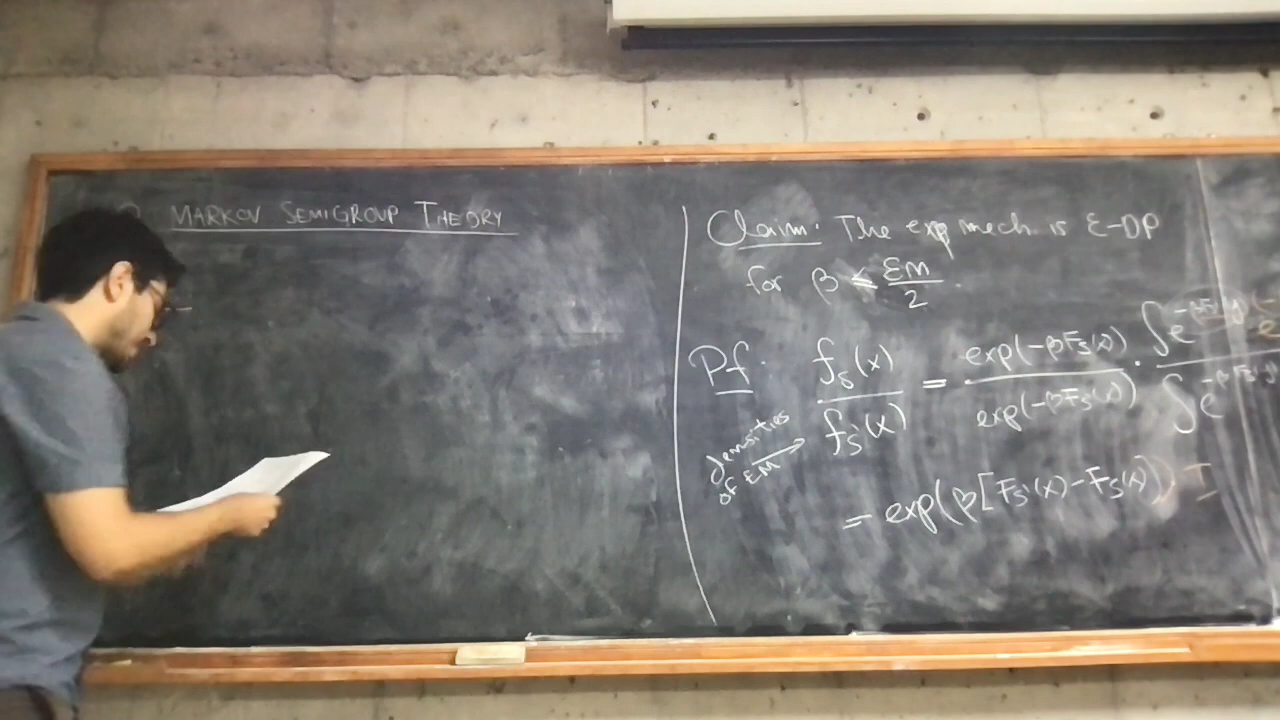 MARKOV SEMIGROUP THEORY
Claim: The exp mech. is ε-DP
for β ≤ εm/2.
Pf: f_S(x)/f_S'(x) = exp(-βF_S(x))/exp(-βF_S'(x)) · ∫e
∫e
densities
of EM →
= exp(β[F_S'(x)-F_S(x)])·I